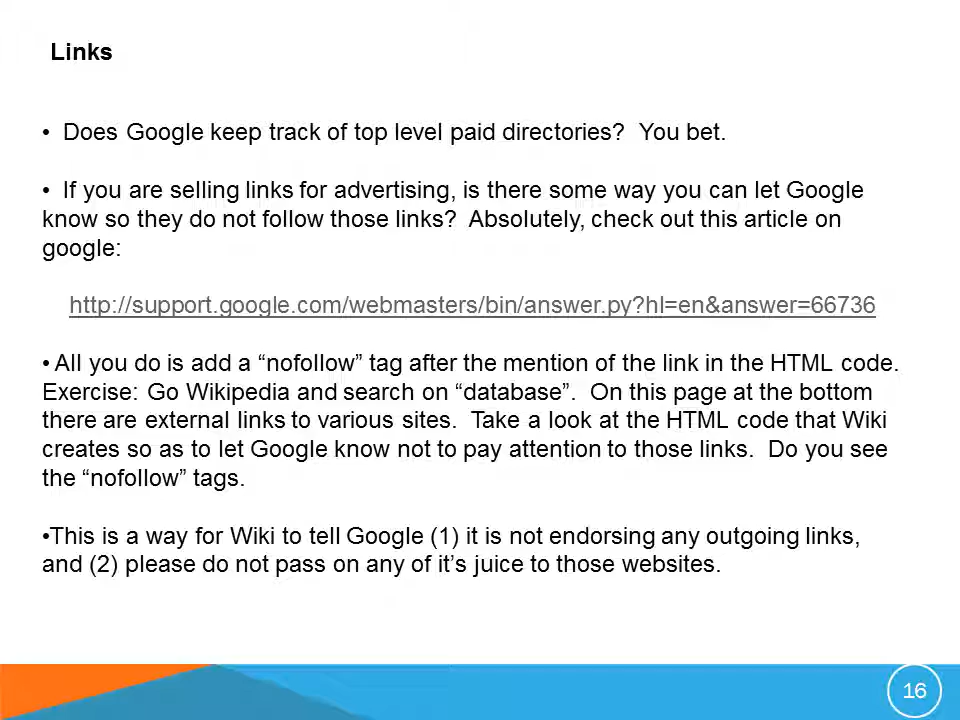 Links
• Does Google keep track of top level paid directories?  You bet.
• If you are selling links for advertising, is there some way you can let Google
know so they do not follow those links?  Absolutely, check out this article on
google:
http://support.google.com/webmasters/bin/answer.py?hl=en&answer=66736
• All you do is add a “nofollow” tag after the mention of the link in the HTML code.
Exercise: Go Wikipedia and search on “database”.  On this page at the bottom
there are external links to various sites.  Take a look at the HTML code that Wiki
creates so as to let Google know not to pay attention to those links.  Do you see
the “nofollow” tags.
•This is a way for Wiki to tell Google (1) it is not endorsing any outgoing links,
and (2) please do not pass on any of it’s juice to those websites.
16